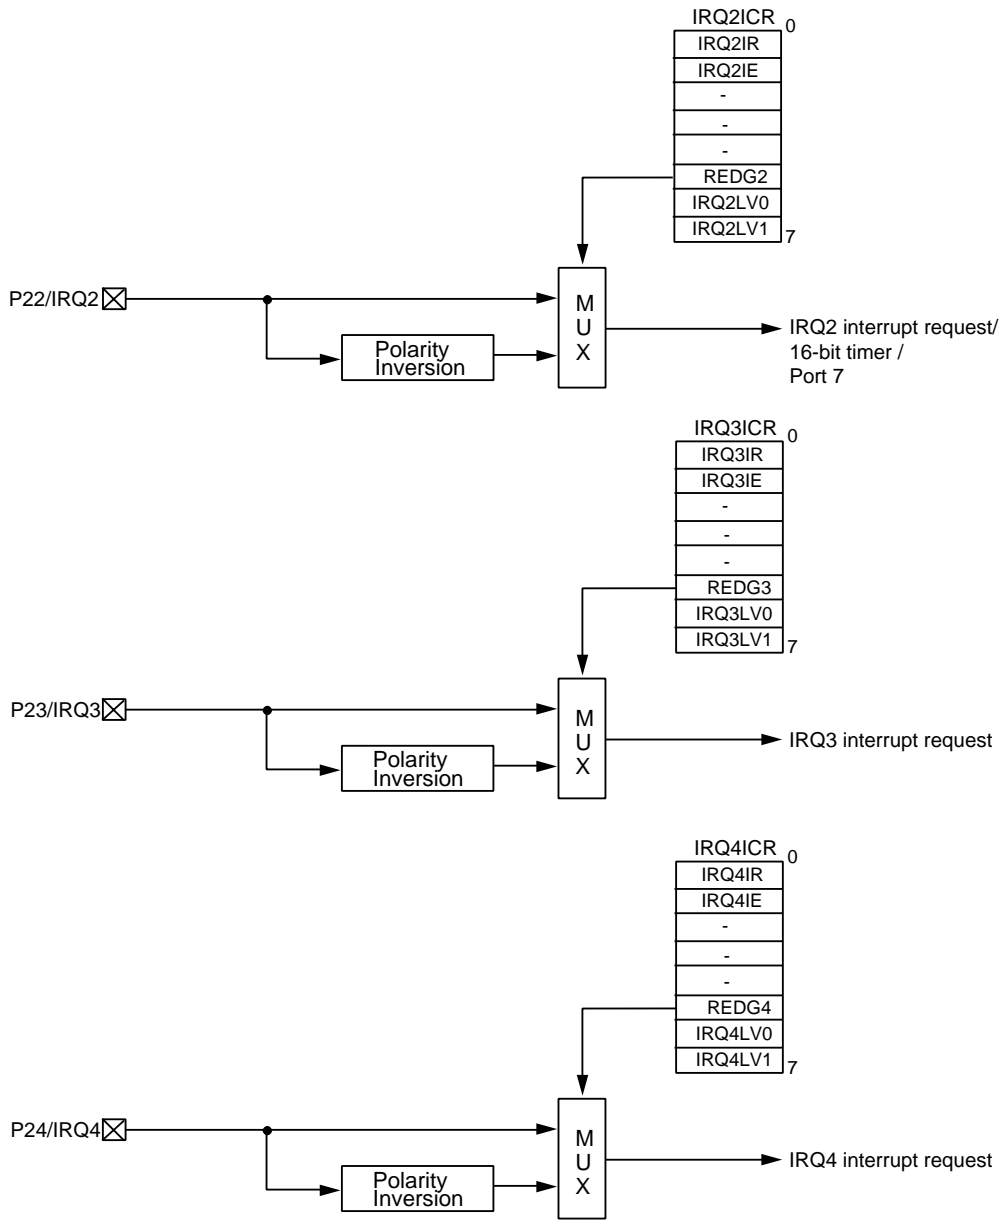 IRQ2ICR 0
IRQ2IR
IRQ2IE
-
-
-
REDG2
IRQ2LV0
IRQ2LV1 7
P22/IRQ2
M
U
X
Polarity
Inversion
IRQ2 interrupt request/
16-bit timer /
Port 7
IRQ3ICR 0
IRQ3IR
IRQ3IE
-
-
-
REDG3
IRQ3LV0
IRQ3LV1 7
P23/IRQ3
M
U
X
Polarity
Inversion
IRQ3 interrupt request
IRQ4ICR 0
IRQ4IR
IRQ4IE
-
-
-
REDG4
IRQ4LV0
IRQ4LV1 7
P24/IRQ4
M
U
X
Polarity
Inversion
IRQ4 interrupt request